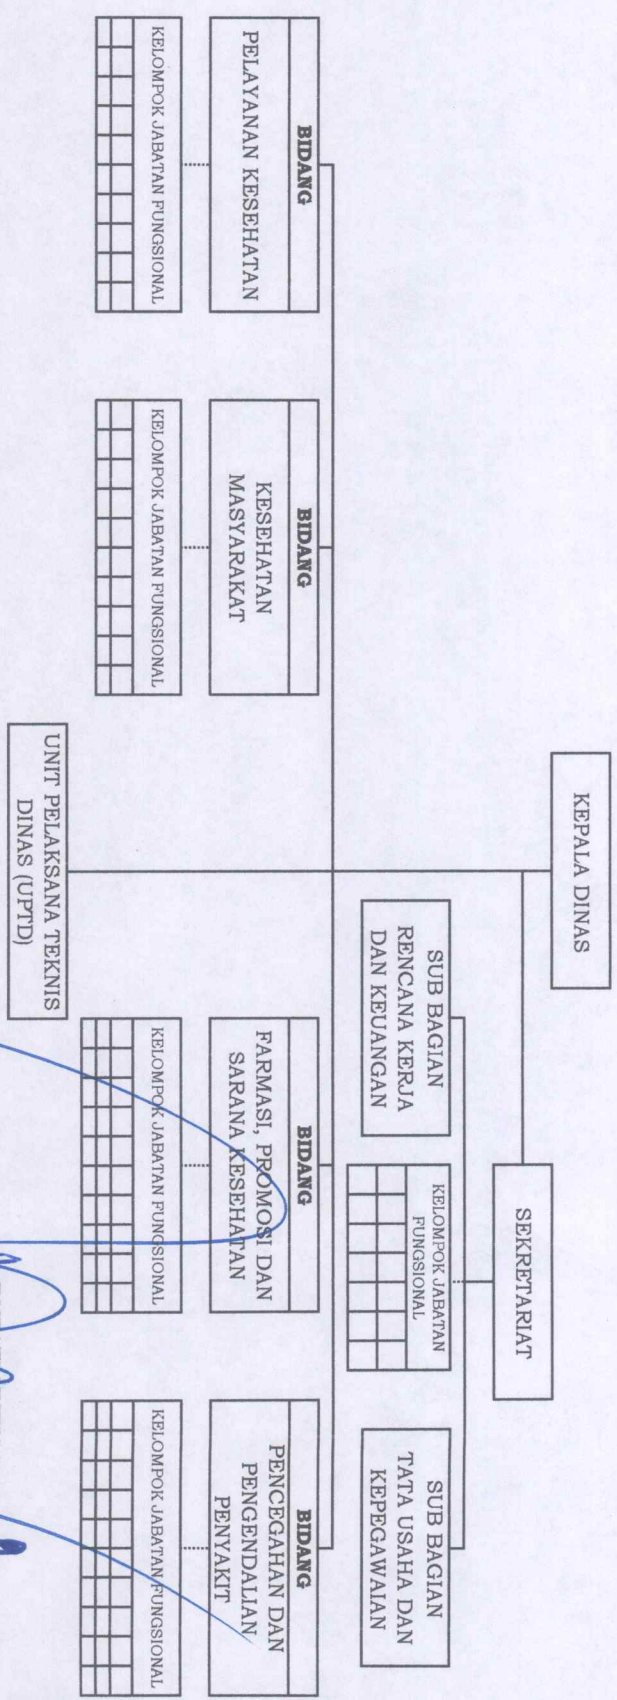 KEPALA DINAS
SEKRETARIAT
SUB BAGIAN
RENCANA KERJA
DAN KEUANGAN
KELOMPOK JABATAN
FUNGSIONAL
SUB BAGIAN
TATA USAHA DAN
KEPEGAWAIAN
BIDANG
PELAYANAN KESEHATAN
KELOMPOK JABATAN FUNGSIONAL
BIDANG
KESEHATAN
MASYARAKAT
KELOMPOK JABATAN FUNGSIONAL
BIDANG
FARMASI, PROMOSI DAN
SARANA KESEHATAN
KELOMPOK JABATAN FUNGSIONAL
BIDANG
PENCEGAHAN DAN
PENGENDALIAN
PENYAKIT
KELOMPOK JABATAN FUNGSIONAL
UNIT PELAKSANA TEKNIS
DINAS (UPTD)